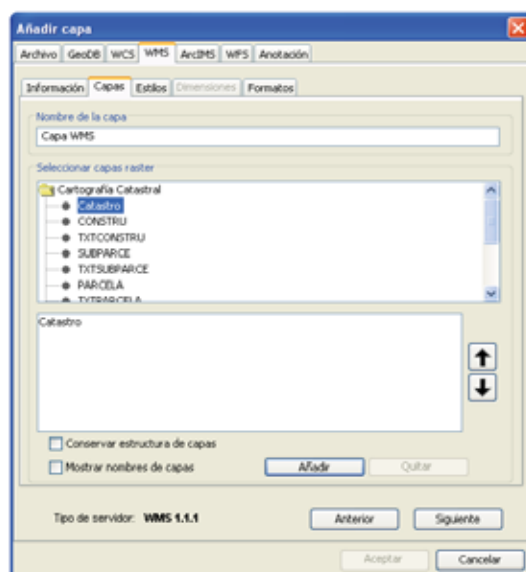 Añadir capa
Archivo GeoDB WCS WMS ArcIMS WFS Anotación
Información Capas Estilos Dimensiones Formatos
Nombre de la capa
Capa WMS
Seleccionar capas raster
Cartografía Catastral
Catastro
CONSTRU
TXTCONSTRU
SUBPARCE
TXTSUBPARCE
PARCELA
TXTPARCELA
Catastro
Conservar estructura de capas
Mostrar nombres de capas Añadir Quitar
Tipo de servidor: WMS 1.1.1 Anterior Siguiente
Aceptar Cancelar